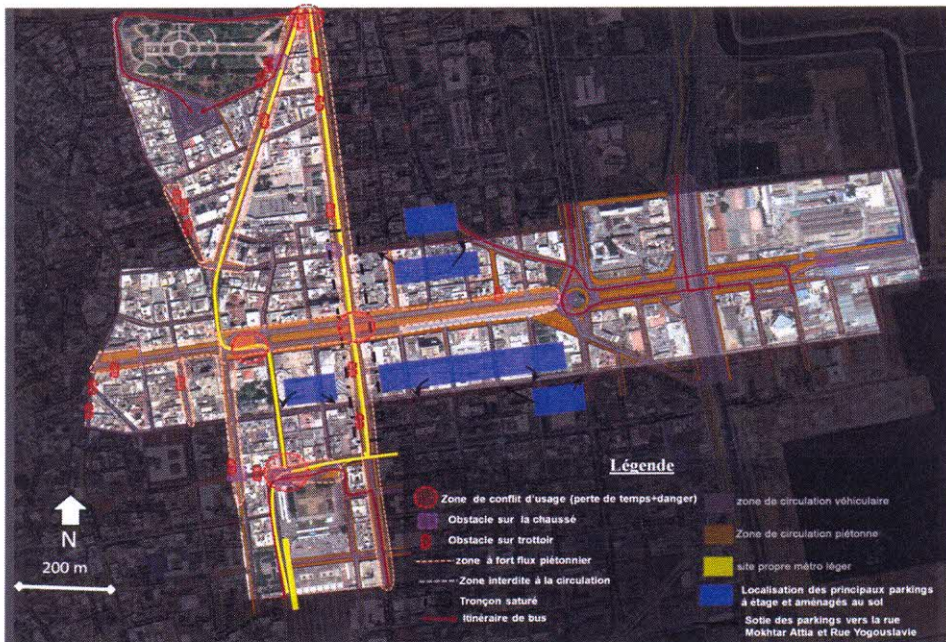 Légende
Zone de conflit d'usage (perte de temps+danger)
Obstacle sur la chaussé
Obstacle sur trottoir
zone à fort flux piétonnier
Zone interdite à la circulation
Tronçon saturé
Itinéraire de bus
zone de circulation véhiculaire
Zone de circulation piétonne
site propre métro léger
Localisation des principaux parkings
à étage et aménagés au sol
Sotie des parkings vers la rue
Mokhtar Attia et Rue Yogouslavie
N
200 m